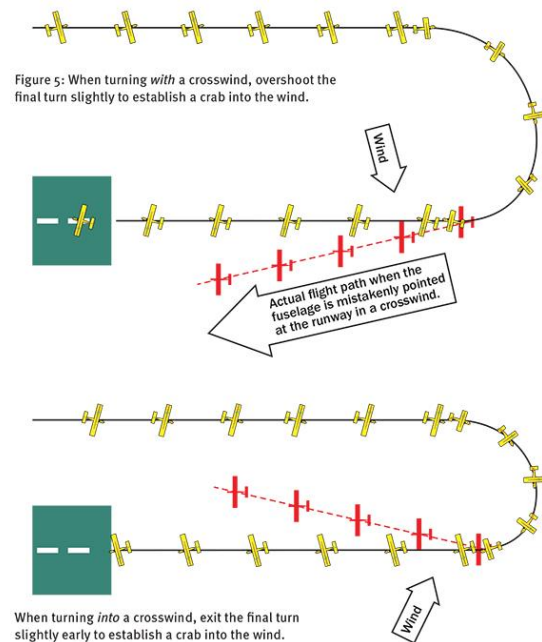 Figure 5: When turning with a crosswind, overshoot the
final turn slightly to establish a crab into the wind.
Wind
Actual flight path when the
fuselage is mistakenly pointed
at the runway in a crosswind.
Wind
When turning into a crosswind, exit the final turn
slightly early to establish a crab into the wind.